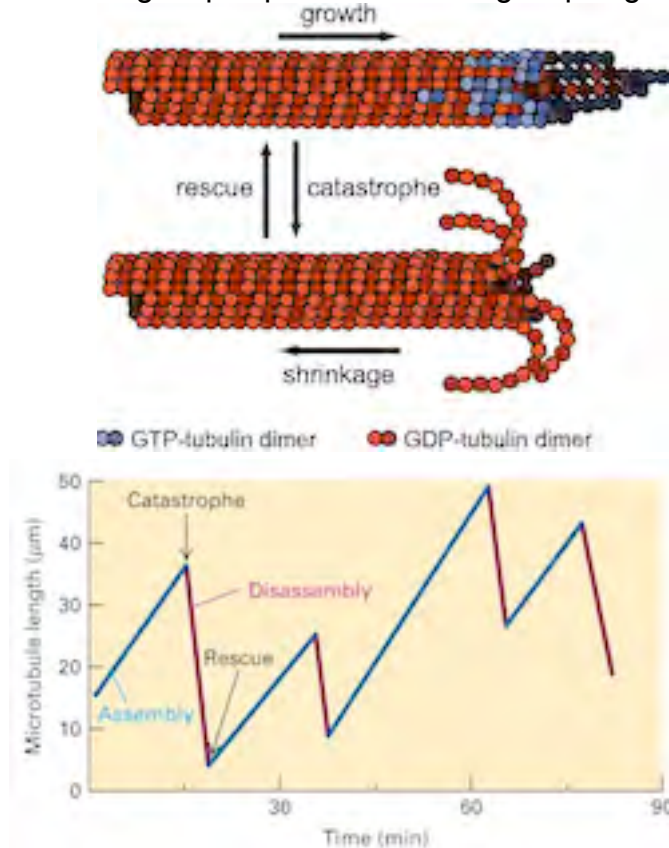 growth
rescue
catastrophe
shrinkage
GTP-tubulin dimer
GDP-tubulin dimer
50
Catastrophe
40
Disassembly
30
Rescue
20
Assembly
10
0
30
60
90
Microtubule length (μm)
Time (min)